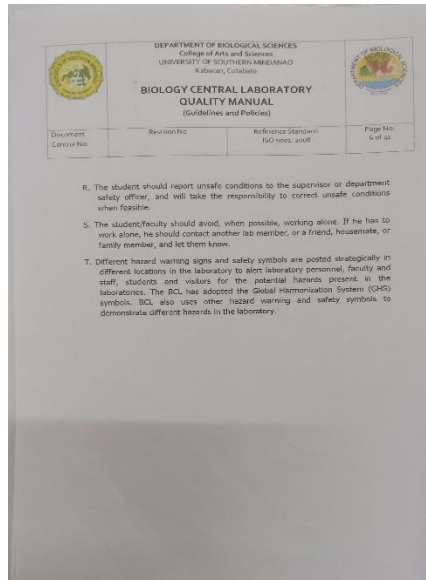 DEPARTMENT OF BIOLOGICAL SCIENCES
College of Arts and Sciences
UNIVERSITY OF SOUTHERN MINDANAO
Kabacan, Cotabato
BIOLOGY CENTRAL LABORATORY
QUALITY MANUAL
(Guidelines and Policies)
Document
Control No:
Revision No
Reference Standard:
ISO 9001: 2008
Page No:
6 of 42
R. The student should report unsafe conditions to the supervisor or department
safety officer, and will take the responsibility to correct unsafe conditions
when feasible.
S. The student/faculty should avoid, when possible, working alone. If he has to
work alone, he should contact another lab member, or a friend, housemate, or
family member, and let them know.
T. Different hazard warning signs and safety symbols are posted strategically in
different locations in the laboratory to alert laboratory personnel, faculty and
staff, students and visitors for the potential hazards present in the
laboratories. The BCL has adopted the Global Harmonization System (GHS)
symbols. BCL also uses other hazard warning and safety symbols to
demonstrate different hazards in the laboratory.